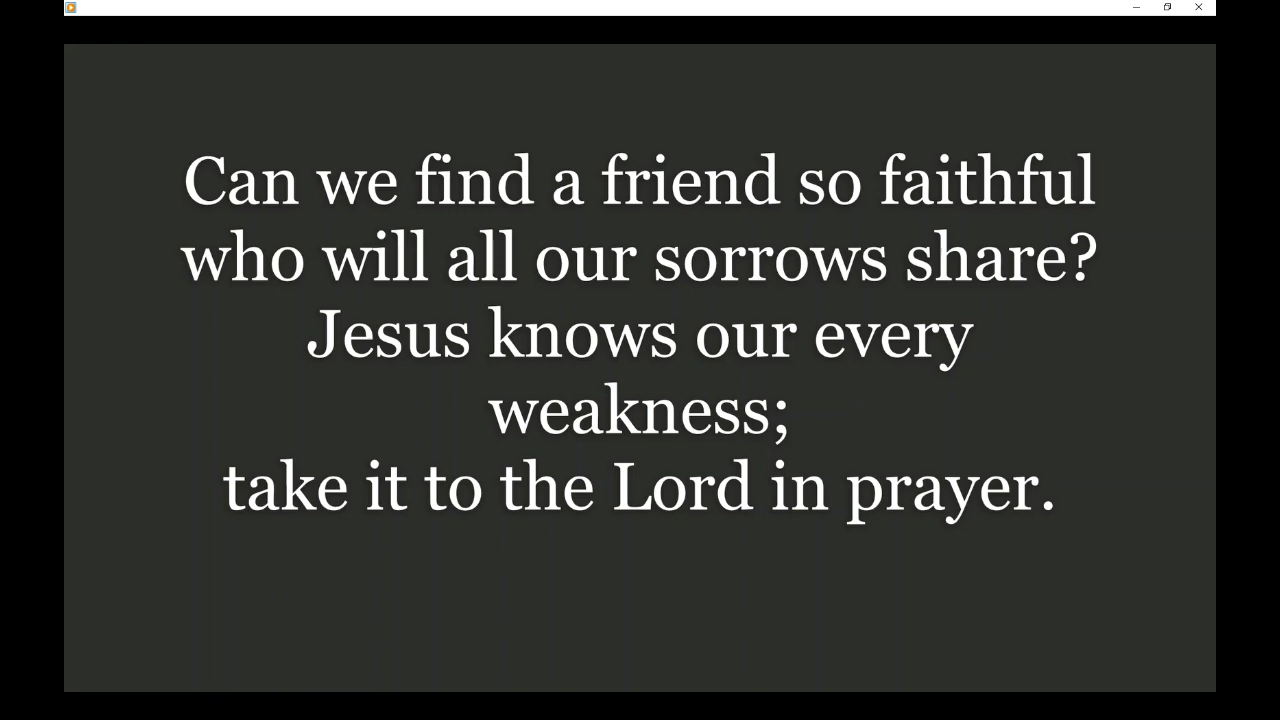 Can we find a friend so faithful
who will all our sorrows share?
Jesus knows our every
weakness;
take it to the Lord in prayer.